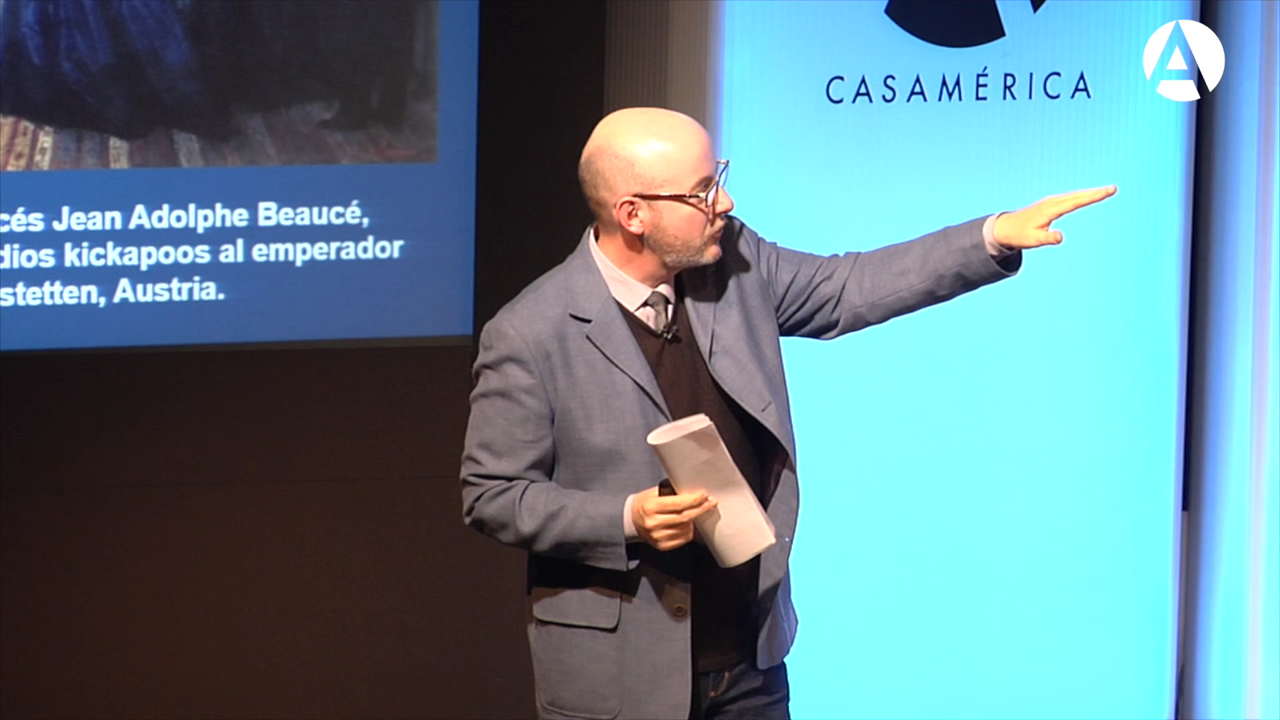 CASAMÉRICA
cés Jean Adolphe Beaucé,
dios kickapoos al emperador
stetten, Austria.